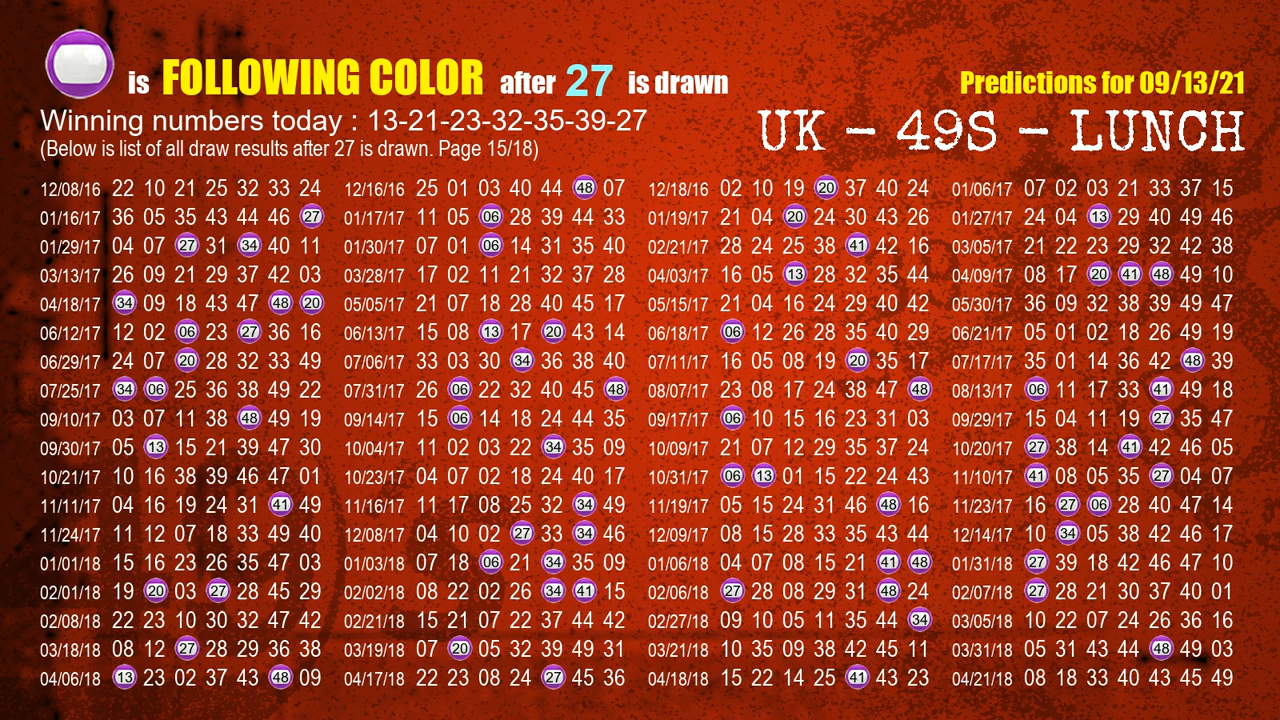 is FOLLOWING COLOR after 27 is drawn
Predictions for 09/13/21
Winning numbers today : 13-21-23-32-35-39-27
UK - 49S - LUNCH
(Below is list of all draw results after 27 is drawn. Page 15/18)
12/08/16 22 10 21 25 32 33 24 12/16/16 25 01 03 40 44 48 07 12/18/16 02 10 19 20 37 40 24 01/06/17 07 02 03 21 33 37 15
01/16/17 36 05 35 43 44 46 27 01/17/17 11 05 06 28 39 44 33 01/19/17 21 04 20 24 30 43 26 01/27/17 24 04 13 29 40 49 46
01/29/17 04 07 27 31 34 40 11 01/30/17 07 01 06 14 31 35 40 02/21/17 28 24 25 38 41 42 16 03/05/17 21 22 23 29 32 42 38
03/13/17 26 09 21 29 37 42 03 03/28/17 17 02 11 21 32 37 28 04/03/17 16 05 13 28 32 35 44 04/09/17 08 17 20 41 48 49 10
04/18/17 34 09 18 43 47 48 20 05/05/17 21 07 18 28 40 45 17 05/15/17 21 04 16 24 29 40 42 05/30/17 36 09 32 38 39 49 47
06/12/17 12 02 06 23 27 36 16 06/13/17 15 08 13 17 20 43 14 06/18/17 06 12 26 28 35 40 29 06/21/17 05 01 02 18 26 49 19
06/29/17 24 07 20 28 32 33 49 07/06/17 33 03 30 34 36 38 40 07/11/17 16 05 08 19 20 35 17 07/17/17 35 01 14 36 42 48 39
07/25/17 34 06 25 36 38 49 22 07/31/17 26 06 22 32 40 45 48 08/07/17 23 08 17 24 38 47 48 08/13/17 06 11 17 33 41 49 18
09/10/17 03 07 11 38 48 49 19 09/14/17 15 06 14 18 24 44 35 09/17/17 06 10 15 16 23 31 03 09/29/17 15 04 11 19 27 35 47
09/30/17 05 13 15 21 39 47 30 10/04/17 11 02 03 22 34 35 09 10/09/17 21 07 12 29 35 37 24 10/20/17 27 38 14 41 42 46 05
10/21/17 10 16 38 39 46 47 01 10/23/17 04 07 02 18 24 40 17 10/31/17 06 13 01 15 22 24 43 11/10/17 41 08 05 35 27 04 07
11/11/17 04 16 19 24 31 41 49 11/16/17 11 17 08 25 32 34 49 11/19/17 05 15 24 31 46 48 16 11/23/17 16 27 06 28 40 47 14
11/24/17 11 12 07 18 33 49 40 12/08/17 04 10 02 27 33 34 46 12/09/17 08 15 28 33 35 43 44 12/14/17 10 34 05 38 42 46 17
01/01/18 15 16 23 26 35 47 03 01/03/18 07 18 06 21 34 35 09 01/06/18 04 07 08 15 21 41 48 01/31/18 27 39 18 42 46 47 10
02/01/18 19 20 03 27 28 45 29 02/02/18 08 22 02 26 34 41 15 02/06/18 27 28 08 29 31 48 24 02/07/18 27 28 21 30 37 40 01
02/08/18 22 23 10 30 32 47 42 02/21/18 15 21 07 22 37 44 42 02/27/18 09 10 05 11 35 44 34 03/05/18 10 22 07 24 26 36 16
03/18/18 08 12 27 28 29 36 38 03/19/18 07 20 05 32 39 49 31 03/21/18 10 35 09 38 42 45 11 03/31/18 05 31 43 44 48 49 03
04/06/18 13 23 02 37 43 48 09 04/17/18 22 23 08 24 27 45 36 04/18/18 15 22 14 25 41 43 23 04/21/18 08 18 33 40 43 45 49